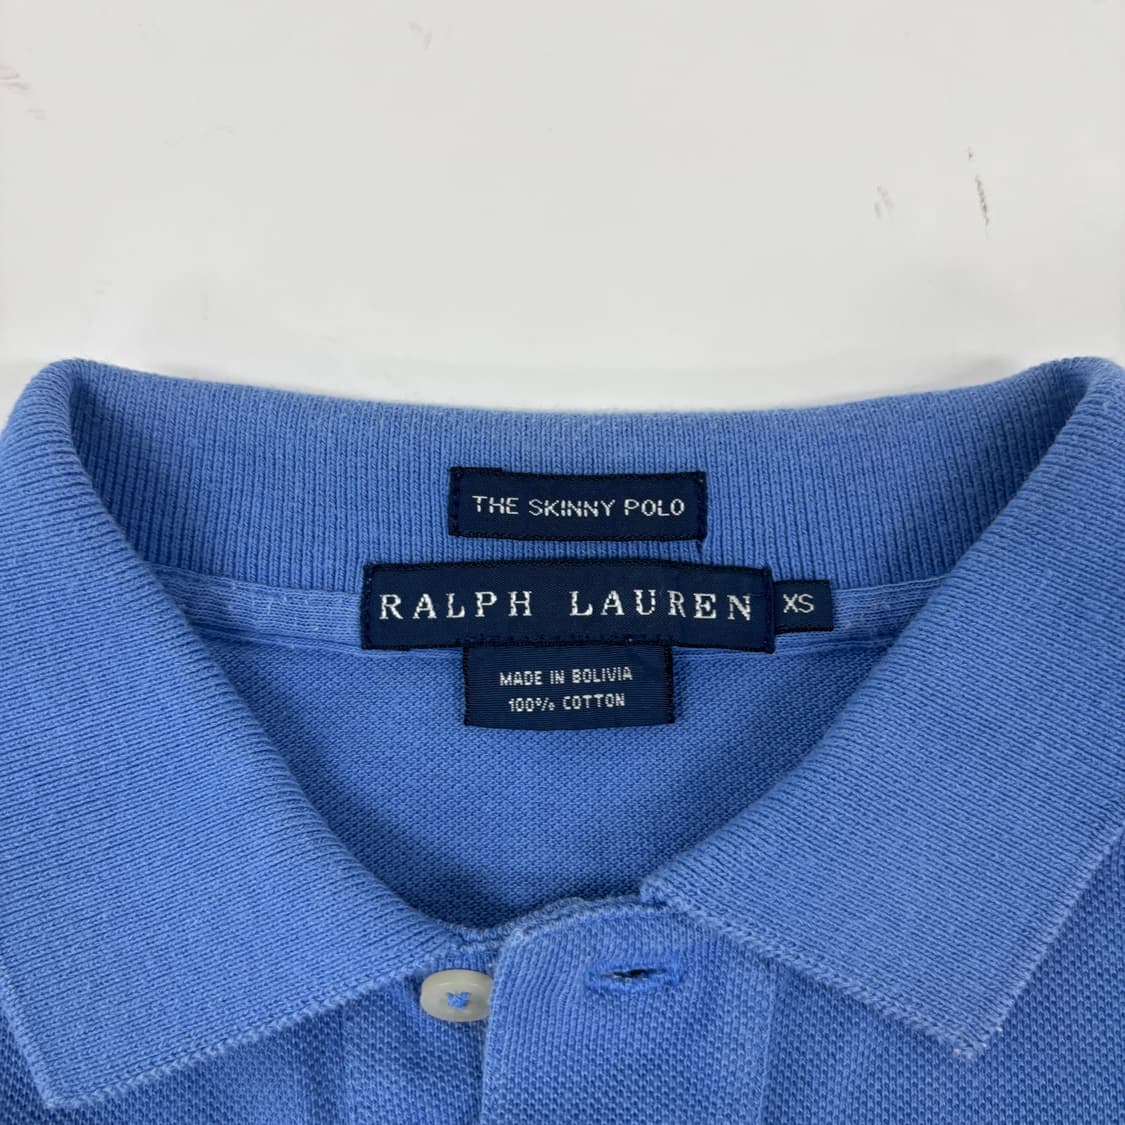 THE SKINNY POLO
RALPH LAUREN
XS
MADE IN BOLIVIA
100% COTTON